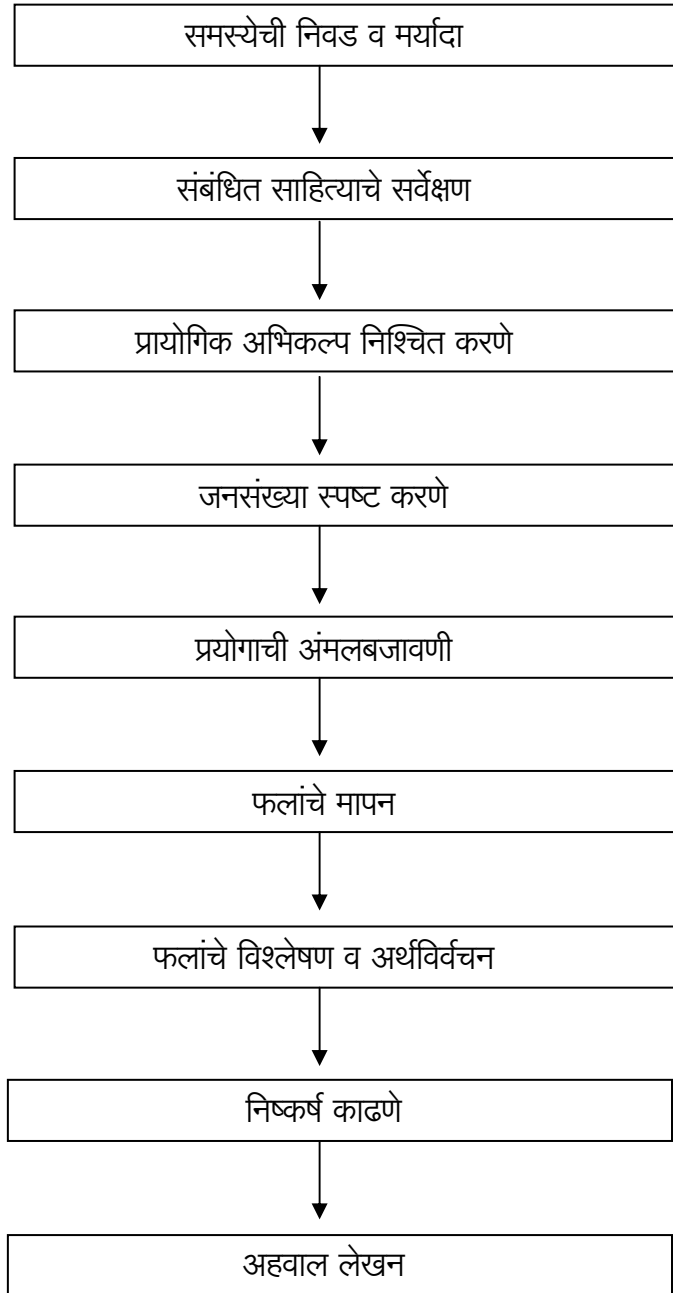 समस्येची निवड व मर्यादा
संबंधित साहित्याचे सर्वेक्षण
प्रायोगिक अभिकल्प निश्चित करणे
जनसंख्या स्पष्ट करणे
प्रयोगाची अंमलबजावणी
फलांचे मापन
फलांचे विश्लेषण व अर्थविर्वचन
निष्कर्ष काढणे
अहवाल लेखन